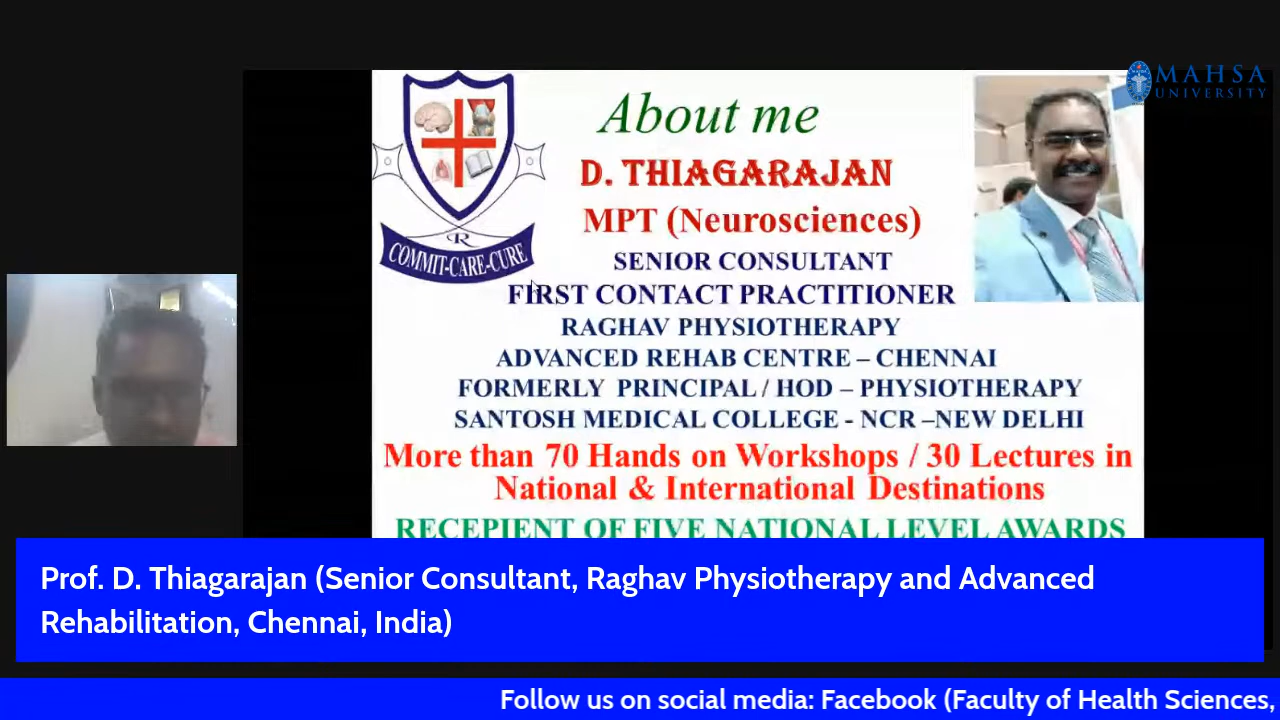 MAHSA
UNIVERSITY
About me
D. THIAGARAJAN
MPT (Neurosciences)
SENIOR CONSULTANT
FIRST CONTACT PRACTITIONER
RAGHAV PHYSIOTHERAPY
ADVANCED REHAB CENTRE – CHENNAI
FORMERLY PRINCIPAL / HOD – PHYSIOTHERAPY
SANTOSH MEDICAL COLLEGE - NCR –NEW DELHI
More than 70 Hands on Workshops / 30 Lectures in
National & International Destinations
RECEPIENT OF FIVE NATIONAL LEVEL AWARDS
R
COMMIT-CARE-CURE
Prof. D. Thiagarajan (Senior Consultant, Raghav Physiotherapy and Advanced
Rehabilitation, Chennai, India)
Follow us on social media: Facebook (Faculty of Health Sciences,